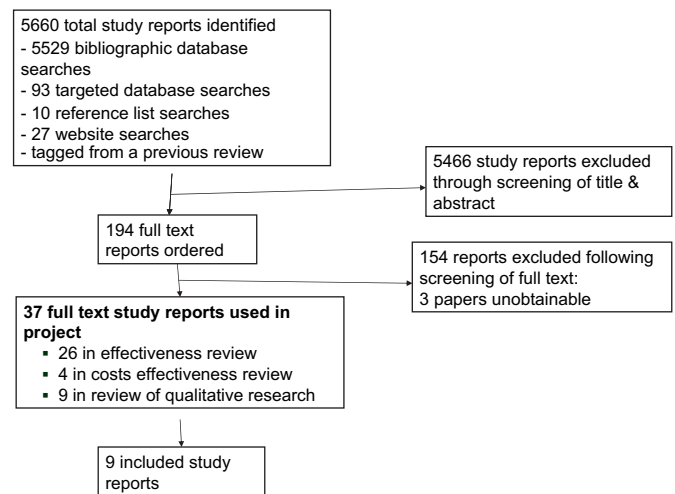 5660 total study reports identified
- 5529 bibliographic database
searches
- 93 targeted database searches
- 10 reference list searches
- 27 website searches
- tagged from a previous review
5466 study reports excluded
through screening of title &
abstract
194 full text
reports ordered
154 reports excluded following
screening of full text:
3 papers unobtainable
37 full text study reports used in
project
▪ 26 in effectiveness review
▪ 4 in costs effectiveness review
▪ 9 in review of qualitative research
9 included study
reports